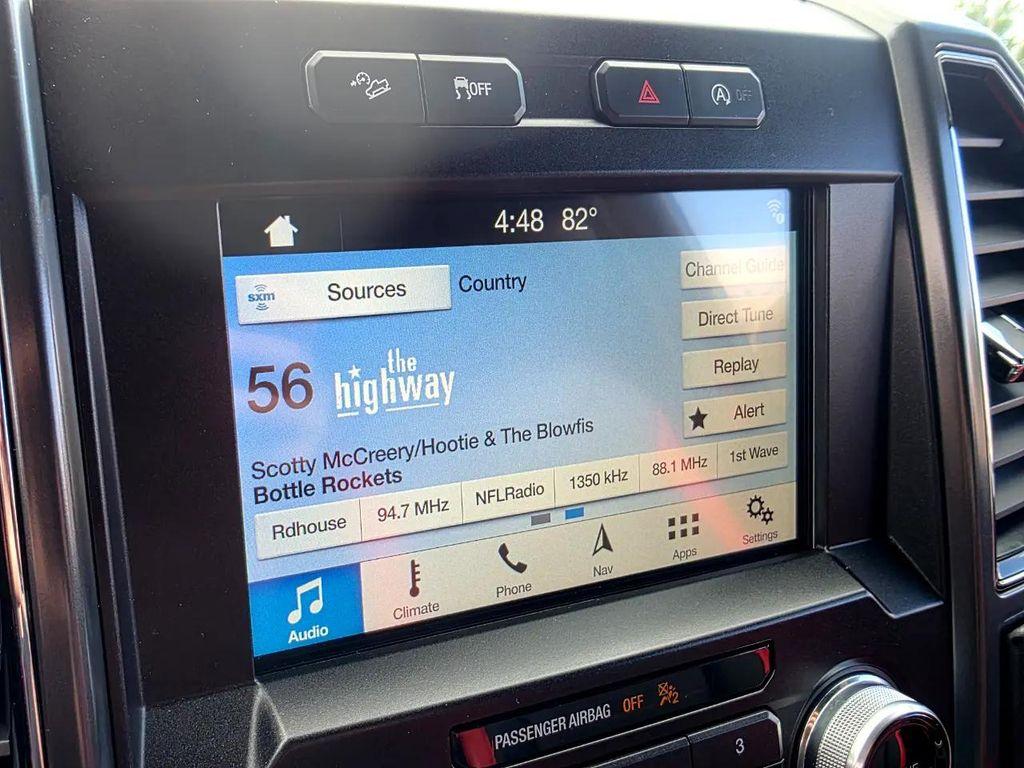 OFF
A OFF
4:48 82°
sxm Sources Country
Channel Guide
Direct Tune
56 the highway
Replay
Alert
Scotty McCreery/Hootie & The Blowfis
Bottle Rockets
Rdhouse 94.7 MHz NFLRadio 1350 kHz 88.1 MHz 1st Wave
Audio Climate Phone Nav Apps Settings
PASSENGER AIRBAG OFF 2
3